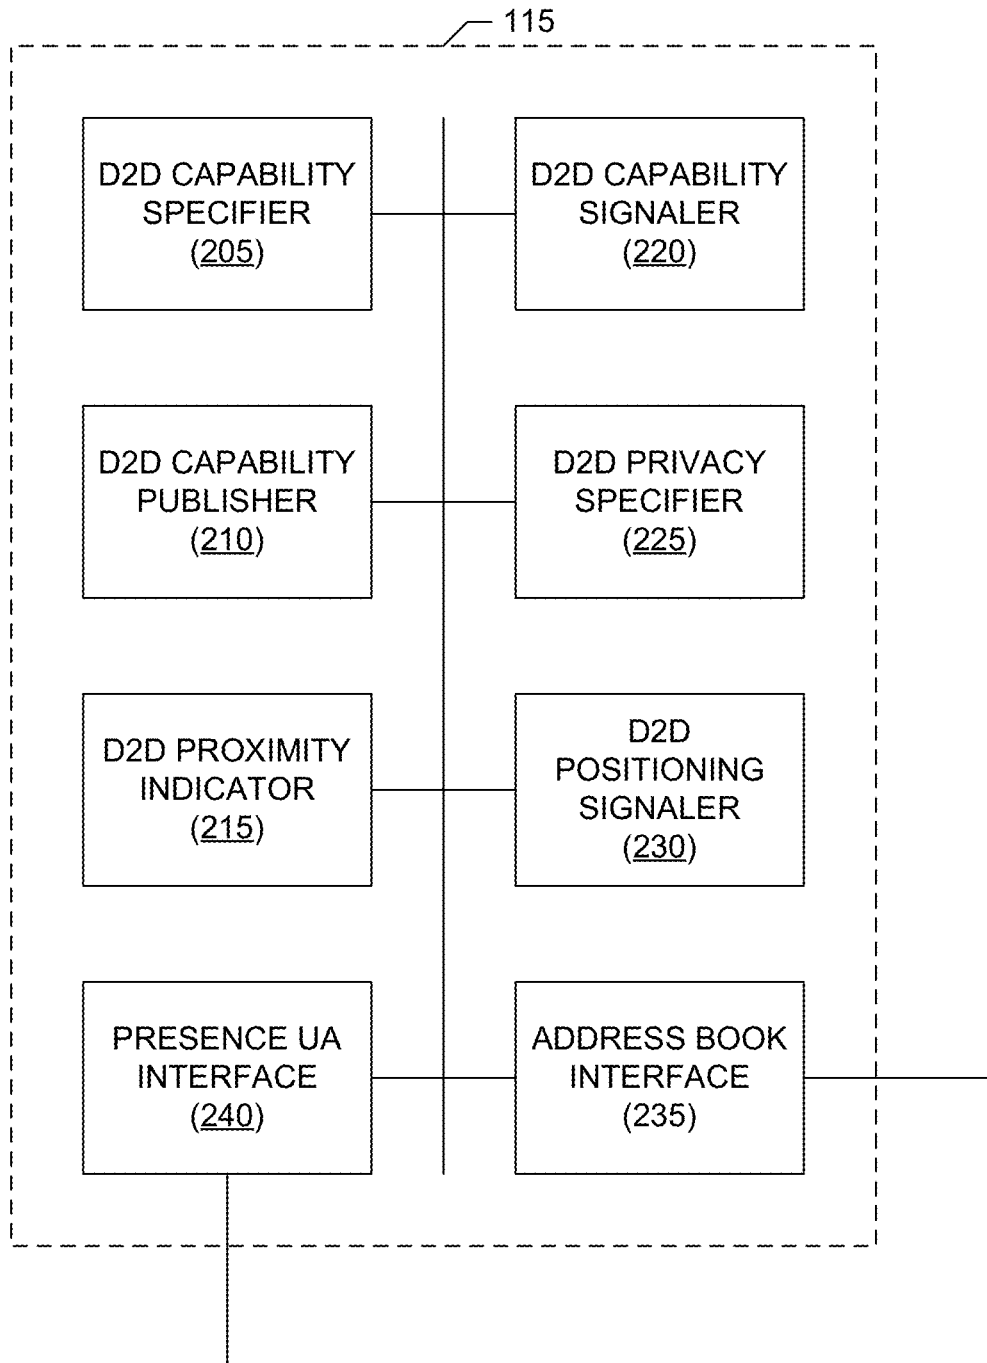 115
D2D CAPABILITY
SPECIFIER
(205)
D2D CAPABILITY
SIGNALER
(220)
D2D CAPABILITY
PUBLISHER
(210)
D2D PRIVACY
SPECIFIER
(225)
D2D PROXIMITY
INDICATOR
(215)
D2D
POSITIONING
SIGNALER
(230)
PRESENCE UA
INTERFACE
(240)
ADDRESS BOOK
INTERFACE
(235)